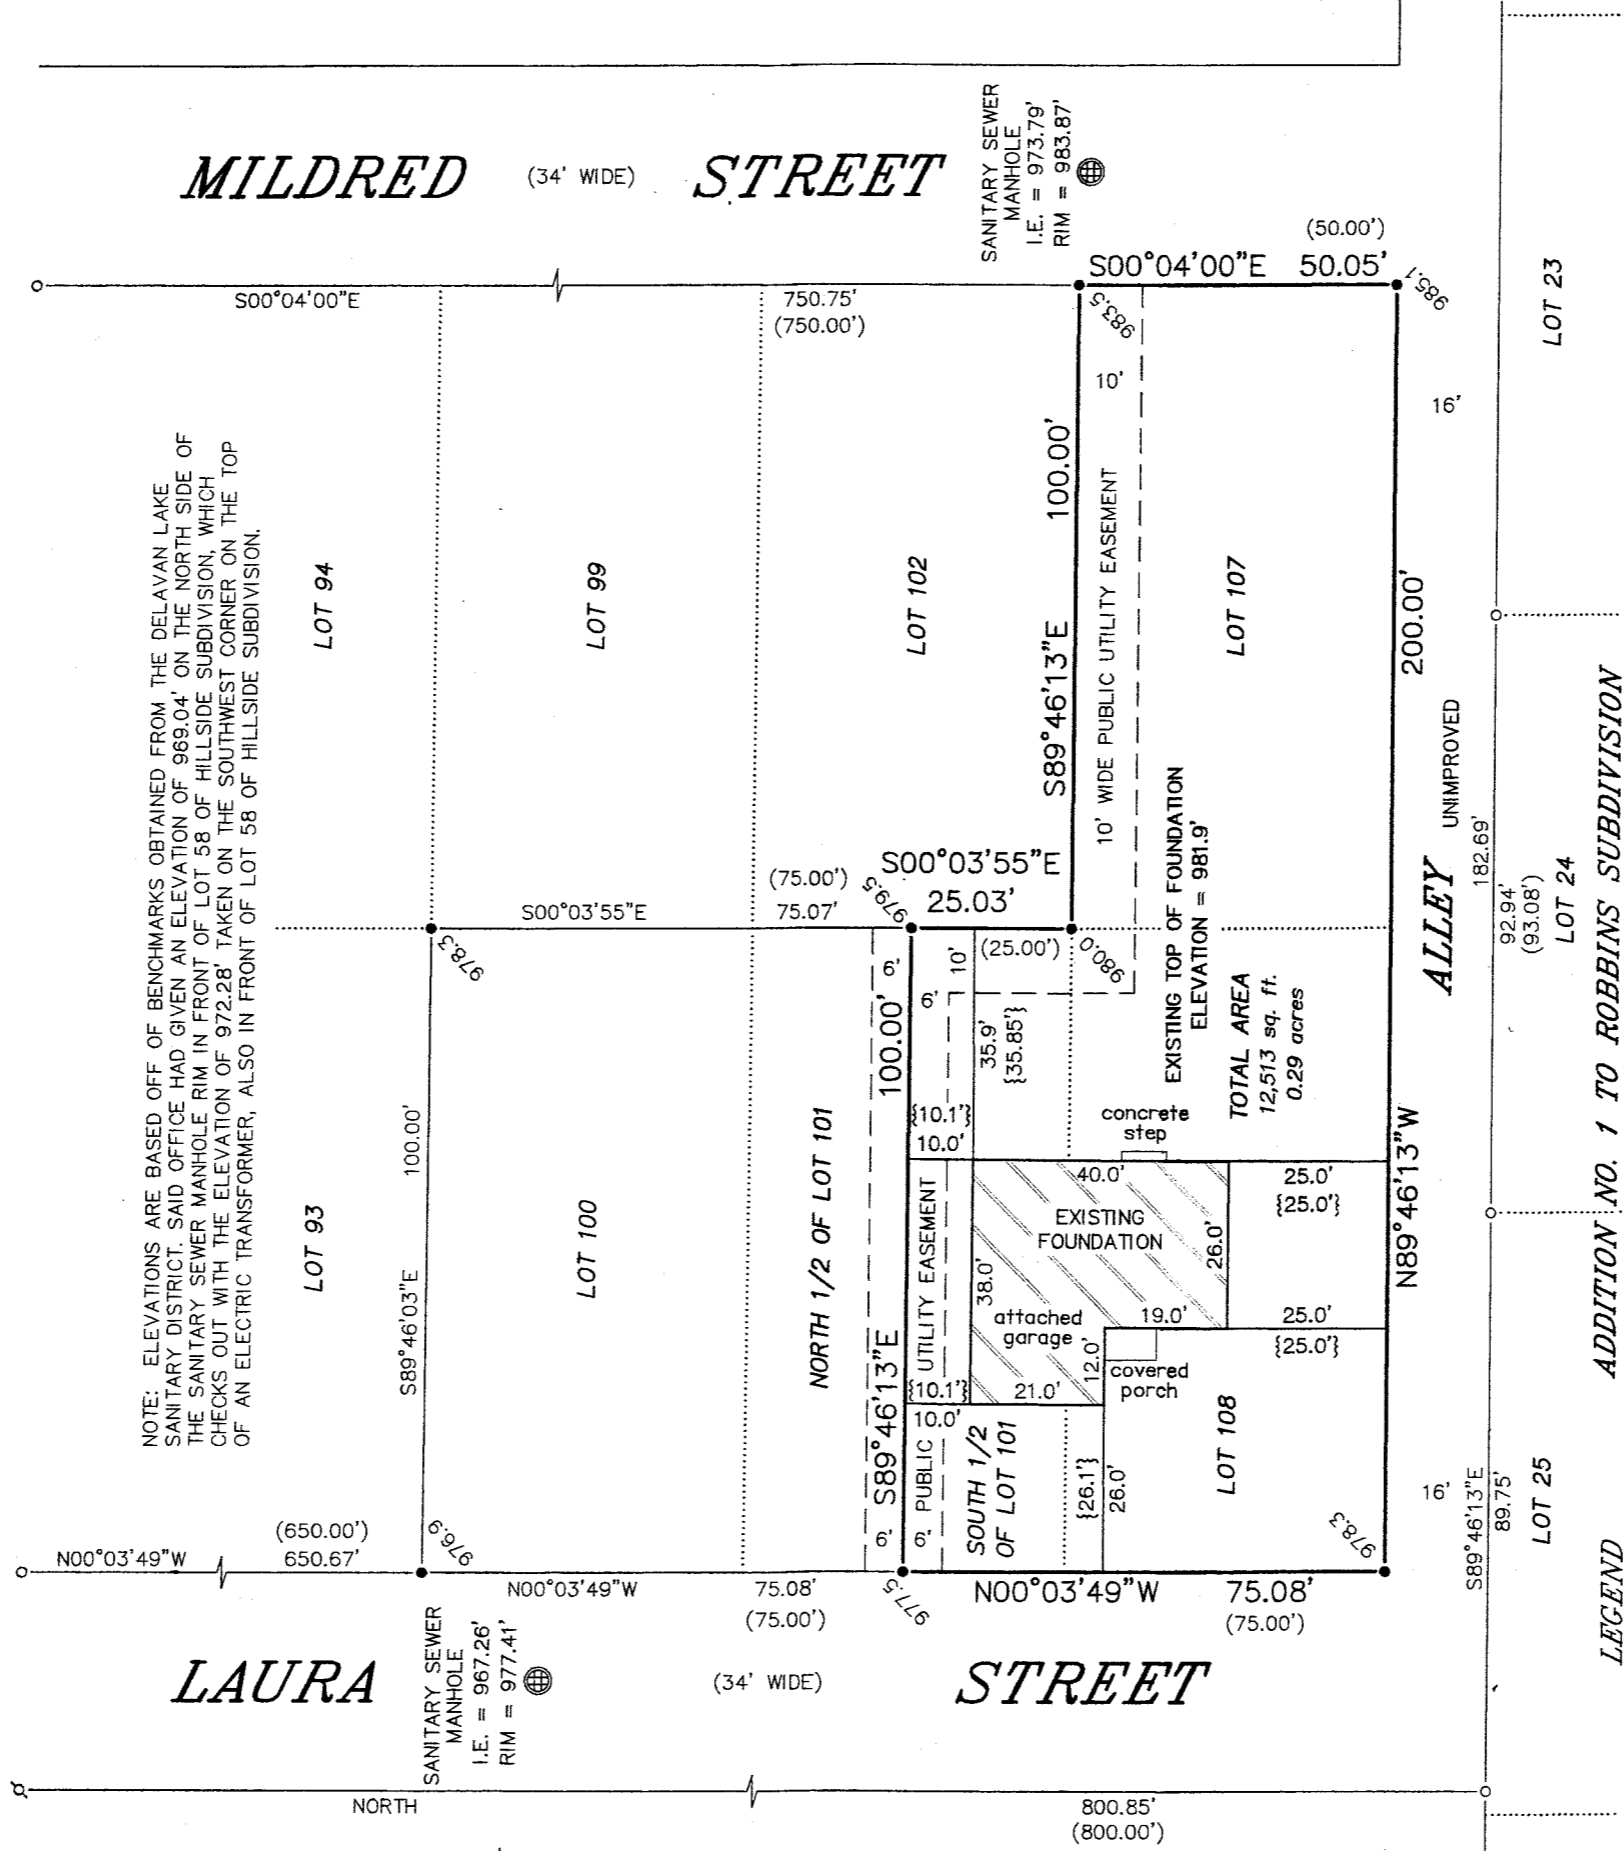 MILDRED (34' WIDE) STREET
SANITARY SEWER
MANHOLE
I.E. = 973.79'
RIM = 983.87'
(50.00')
S00°04'00"E 50.05'
985.1
983.5
S00°04'00"E
750.75'
(750.00')
LOT 23
10'
16'
NOTE: ELEVATIONS ARE BASED OFF OF BENCHMARKS OBTAINED FROM THE DELAVAN LAKE
SANITARY DISTRICT. SAID OFFICE HAD GIVEN AN ELEVATION OF 969.04' ON THE NORTH SIDE OF
THE SANITARY SEWER MANHOLE RIM IN FRONT OF LOT 58 OF HILLSIDE SUBDIVISION, WHICH
CHECKS OUT WITH THE ELEVATION OF 972.28' TAKEN ON THE SOUTHWEST CORNER ON THE TOP
OF AN ELECTRIC TRANSFORMER, ALSO IN FRONT OF LOT 58 OF HILLSIDE SUBDIVISION.
LOT 94
LOT 99
LOT 102
S89°46'13"E 100.00'
10' WIDE PUBLIC UTILITY EASEMENT
LOT 107
200.00'
N89°46'13"W
ALLEY UNIMPROVED
182.69'
92.94'
(93.08')
LOT 24
ADDITION NO. 1 TO ROBBINS SUBDIVISION
(75.00')
75.07'
S00°03'55"E
979.5
S00°03'55"E
25.03'
(25.00')
978.3
980.0
6'
6'
10'
35.9'
{35.85'}
EXISTING TOP OF FOUNDATION
ELEVATION = 981.9'
TOTAL AREA
12,513 sq. ft.
0.29 acres
LOT 93
S89°46'03"E 100.00'
LOT 100
NORTH 1/2 OF LOT 101
S89°46'13"E 100.00'
{10.1'}
10.0'
concrete
step
40.0'
25.0'
{25.0'}
EXISTING
FOUNDATION
26.0'
38.0'
attached
garage
19.0'
25.0'
{25.0'}
12.0'
covered
porch
{10.1'}
21.0'
10.0'
PUBLIC UTILITY EASEMENT
SOUTH 1/2
OF LOT 101
{26.1'}
26.0'
LOT 108
6'
6'
978.3
16'
S89°46'13"E
89.75'
LOT 25
LEGEND
N00°03'49"W
(650.00')
650.67'
976.9
N00°03'49"W
75.08'
(75.00')
977.5
N00°03'49"W 75.08'
(75.00')
SANITARY SEWER
MANHOLE
I.E. = 967.26'
RIM = 977.41'
LAURA (34' WIDE) STREET
NORTH
800.85'
(800.00')